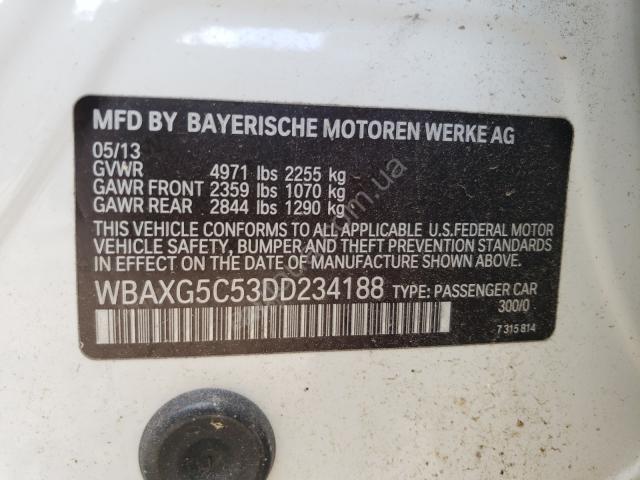 MFD BY BAYERISCHE MOTOREN WERKE AG
05/13
GVWR 4971 lbs 2255 kg
GAWR FRONT 2359 lbs 1070 kg
GAWR REAR 2844 lbs 1290 kg
THIS VEHICLE CONFORMS TO ALL APPLICABLE U.S.FEDERAL MOTOR
VEHICLE SAFETY, BUMPER AND THEFT PREVENTION STANDARDS
IN EFFECT ON THE DATE OF MANUFACTURE SHOWN ABOVE.
WBAXG5C53DD234188 TYPE: PASSENGER CAR
300/0
7 315 814